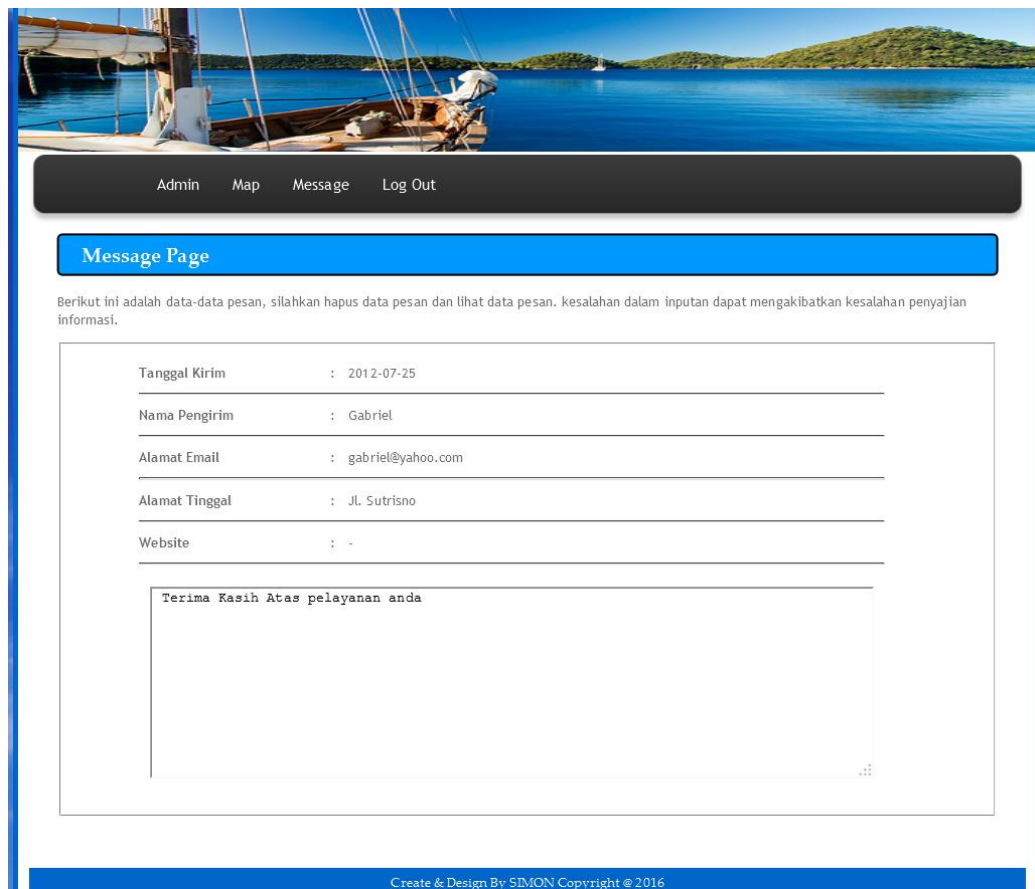 Admin Map Message Log Out
Message Page
Berikut ini adalah data-data pesan, silahkan hapus data pesan dan lihat data pesan. kesalahan dalam inputan dapat mengakibatkan kesalahan penyajian
informasi.
Tanggal Kirim : 2012-07-25
Nama Pengirim : Gabriel
Alamat Email : gabriel@yahoo.com
Alamat Tinggal : Jl. Sutrisno
Website : -
Terima Kasih Atas pelayanan anda
Create & Design By SIMON Copyright @ 2016